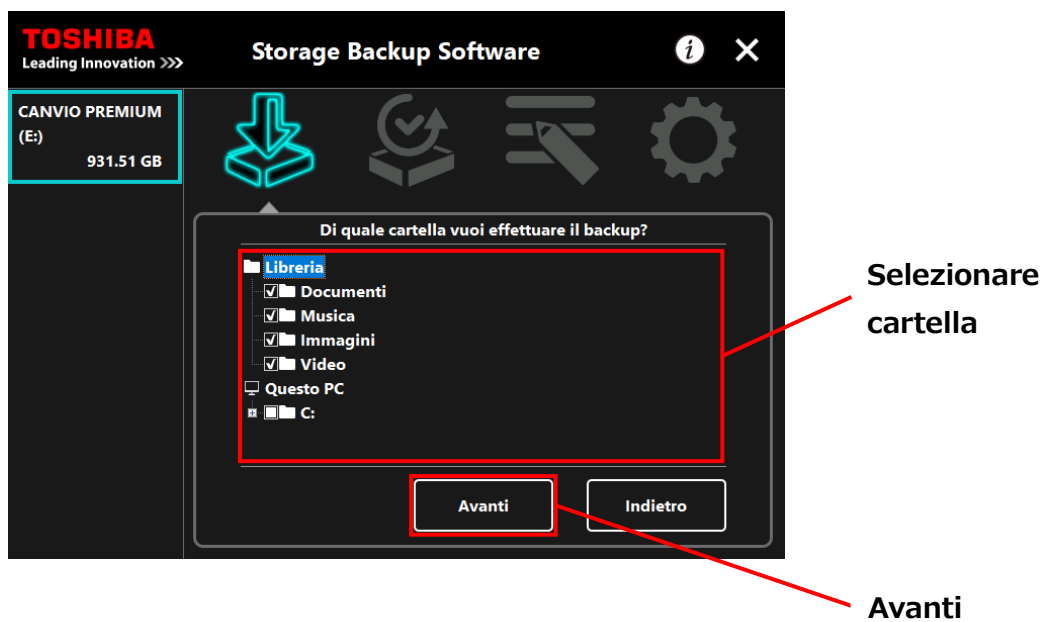 TOSHIBA
Leading Innovation >>>
Storage Backup Software
CANVIO PREMIUM
(E:)
931.51 GB
Di quale cartella vuoi effettuare il backup?
Libreria
Documenti
Musica
Immagini
Video
Questo PC
C:
Avanti
Indietro
Selezionare
cartella
Avanti